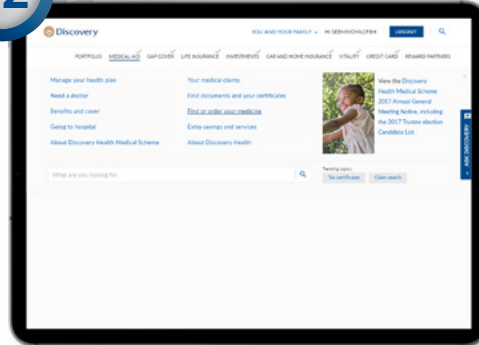 2
Discovery
YOU AND YOUR FAMILY
LOGOUT
PORTFOLIO MEDICAL AID GAP COVER LIFE INSURANCE INVESTMENTS CAR AND HOME INSURANCE VITALITY CREDIT CARD REWARD PARTNERS
Manage your health plan
Need a doctor
Benefits and cover
Going to hospital
About Discovery Health Medical Scheme
Your medical claims
Find documents and your certificates
Find or order your medicine
Extra savings and services
About Discovery Health
View the Discovery
Health Medical Scheme
2017 Annual General
Meeting Notice, including
the 2017 Trustee election
Candidate List.
ASK DISCOVERY
What are you looking for
Trending topics:
Tax certificates Claim search